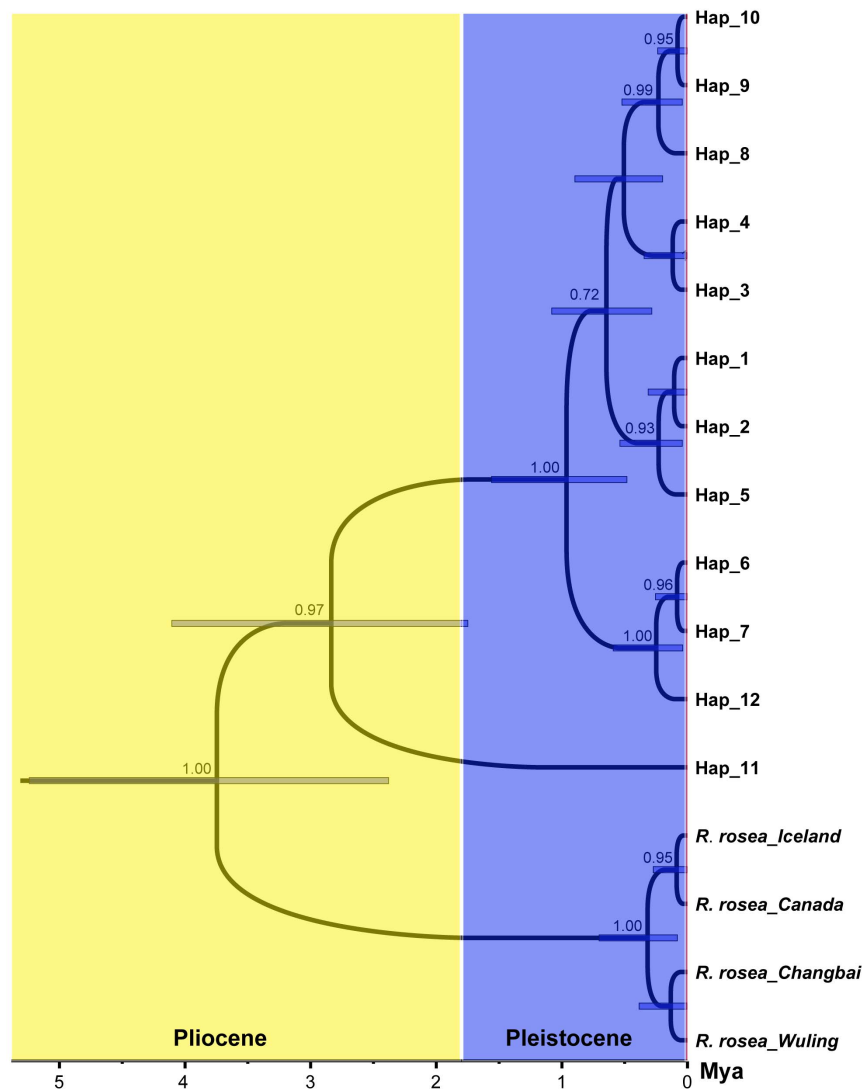 Hap_10
0.95
Hap_9
0.99
Hap_8
Hap_4
Hap_3
0.72
Hap_1
Hap_2
0.93
Hap_5
1.00
Hap_6
0.96
Hap_7
0.97
1.00
Hap_12
Hap_11
1.00
R. rosea_Iceland
0.95
R. rosea_Canada
1.00
R. rosea_Changbai
Pliocene
Pleistocene
R. rosea_Wuling
Mya
5 4 3 2 1 0